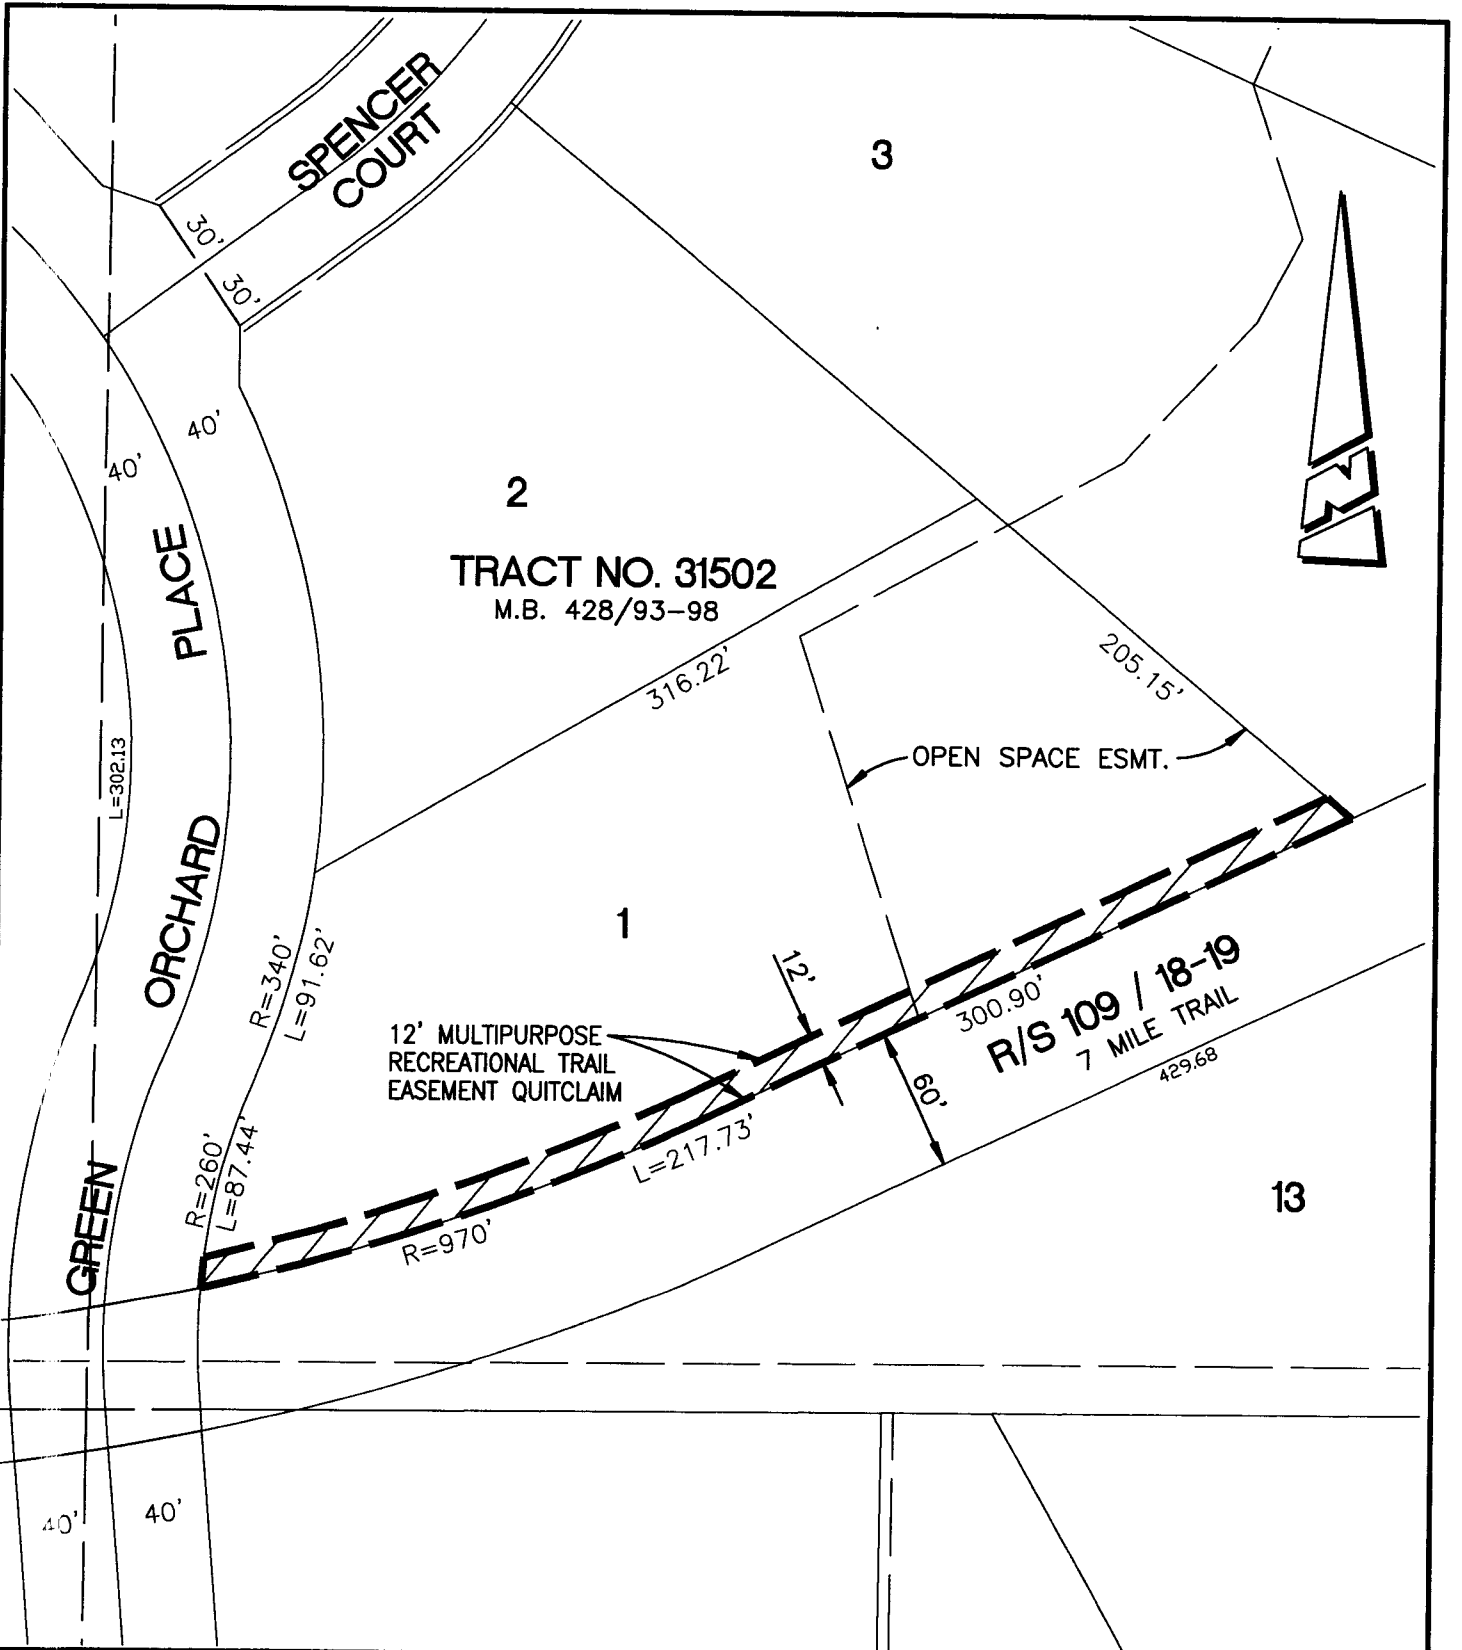 SPENCER
COURT
3
30'
30'
40'
40'
2
TRACT NO. 31502
M.B. 428/93-98
PLACE
316.22'
205.15'
OPEN SPACE ESMT.
L=302.13
ORCHARD
1
R=340'
L=91.62'
12'
12' MULTIPURPOSE
RECREATIONAL TRAIL
EASEMENT QUITCLAIM
300.90'
R/S 109 / 18-19
7 MILE TRAIL
429.68
60'
L=217.73'
R=260'
L=87.44'
R=970'
GREEN
13
40'
40'
N